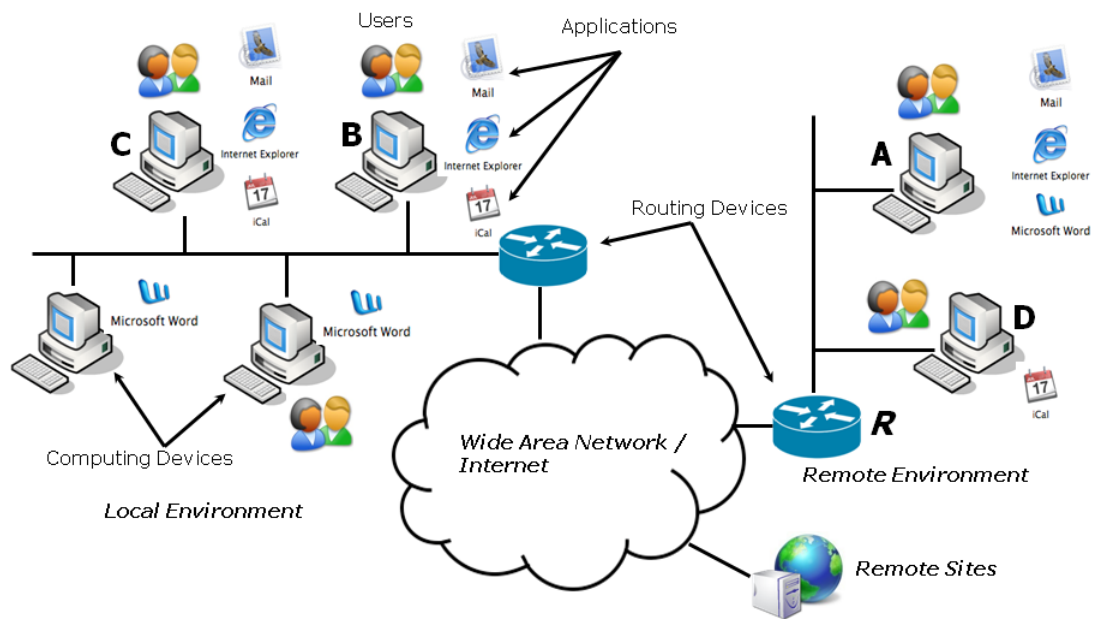 Users
Applications
Mail
Mail
Mail
C
B
A
Internet Explorer
Internet Explorer
Internet Explorer
17
iCal
17
iCal
Microsoft Word
Routing Devices
Microsoft Word
Microsoft Word
D
17
iCal
R
Computing Devices
Wide Area Network /
Internet
Remote Environment
Local Environment
Remote Sites